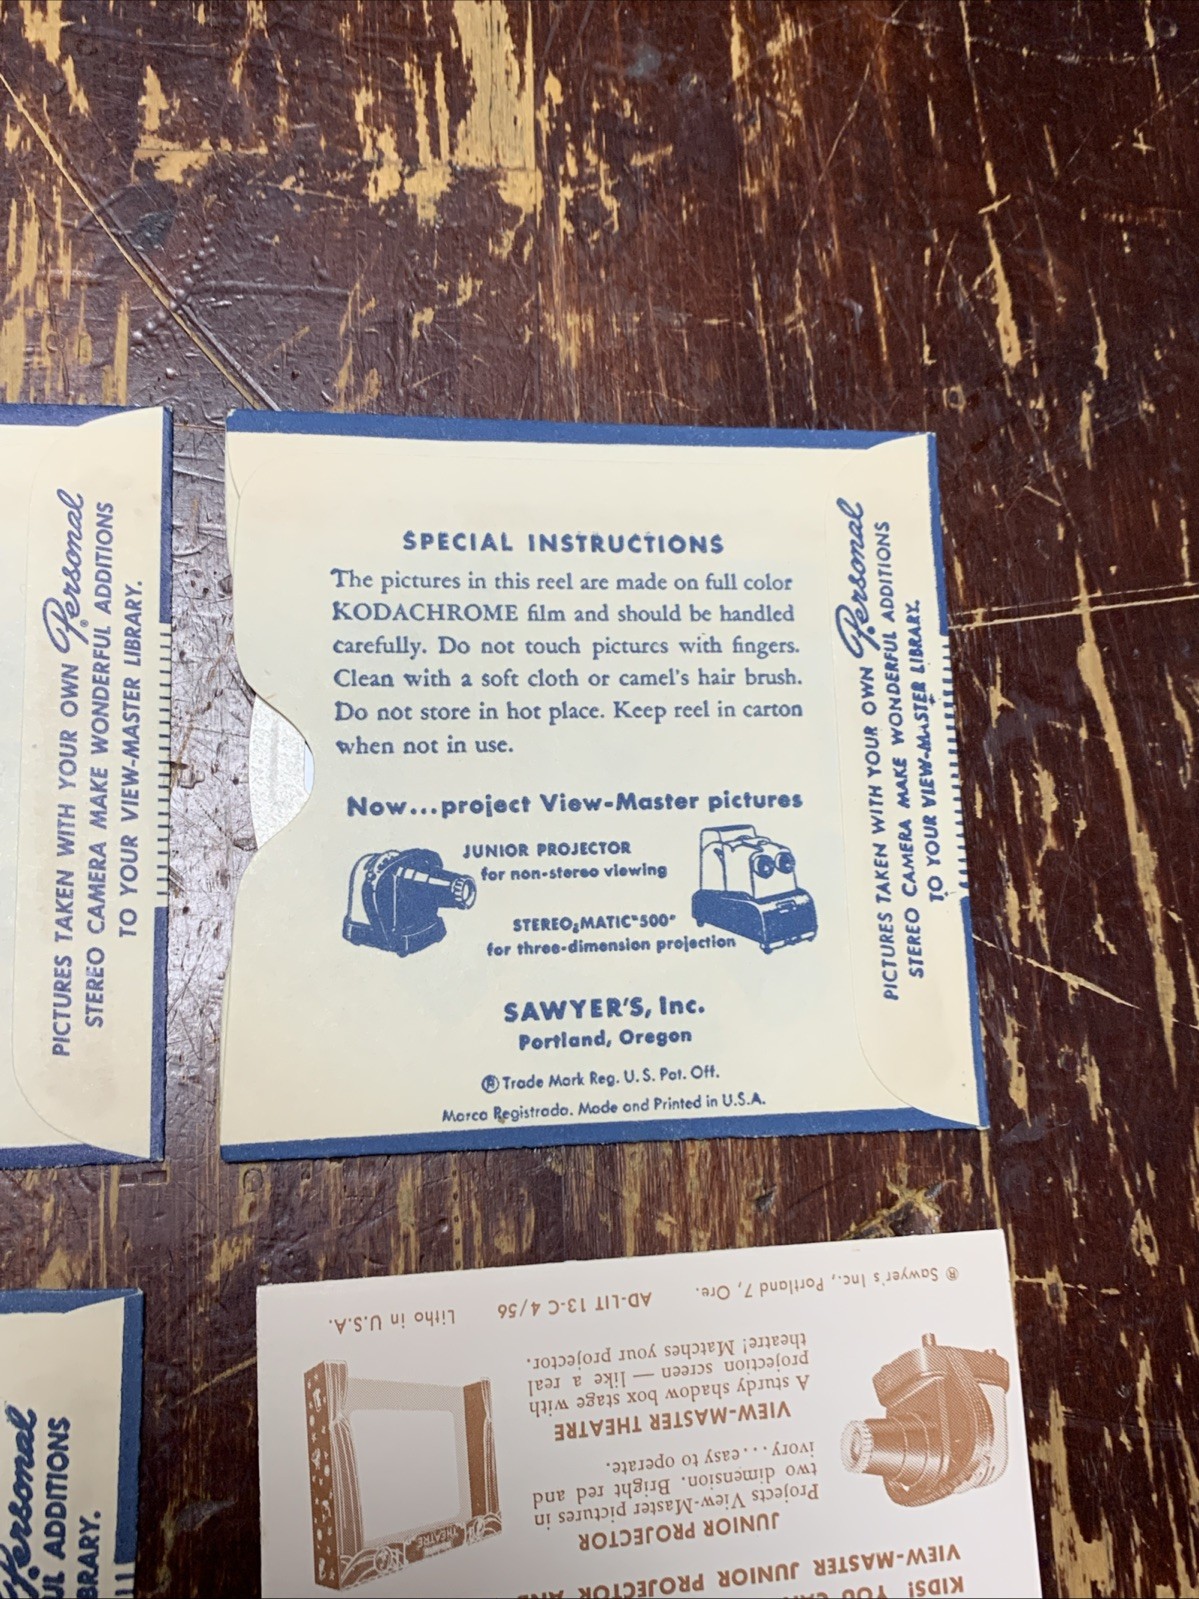 PICTURES TAKEN WITH YOUR OWN Personal®
STEREO CAMERA MAKE WONDERFUL ADDITIONS
TO YOUR VIEW-MASTER LIBRARY.
SPECIAL INSTRUCTIONS
The pictures in this reel are made on full color
KODACHROME film and should be handled
carefully. Do not touch pictures with fingers.
Clean with a soft cloth or camel's hair brush.
Do not store in hot place. Keep reel in carton
when not in use.
Now...project View-Master pictures
JUNIOR PROJECTOR
for non-stereo viewing
STEREO-MATIC "500"
for three-dimension projection
SAWYER'S, Inc.
Portland, Oregon
® Trade Mark Reg. U. S. Pat. Off.
Marca Registrada. Made and Printed in U.S.A.
PICTURES TAKEN WITH YOUR OWN Personal
STEREO CAMERA MAKE WONDERFUL ADDITIONS
TO YOUR VIEW-MASTER LIBRARY.
Personal
UL ADDITIONS
BRARY.
KIDS! YOU
VIEW-MASTER JUNIOR PROJECTOR AND
JUNIOR PROJECTOR
Projects View-Master pictures in
two dimension. Bright red and
ivory...easy to operate.
VIEW-MASTER THEATRE
A sturdy shadow box stage with
projection screen — like a real
theatre! Matches your projector.
THEATRE
® Sawyer's Inc., Portland 7, Ore. AD-LIT 13-C 4/56 Litho in U.S.A.